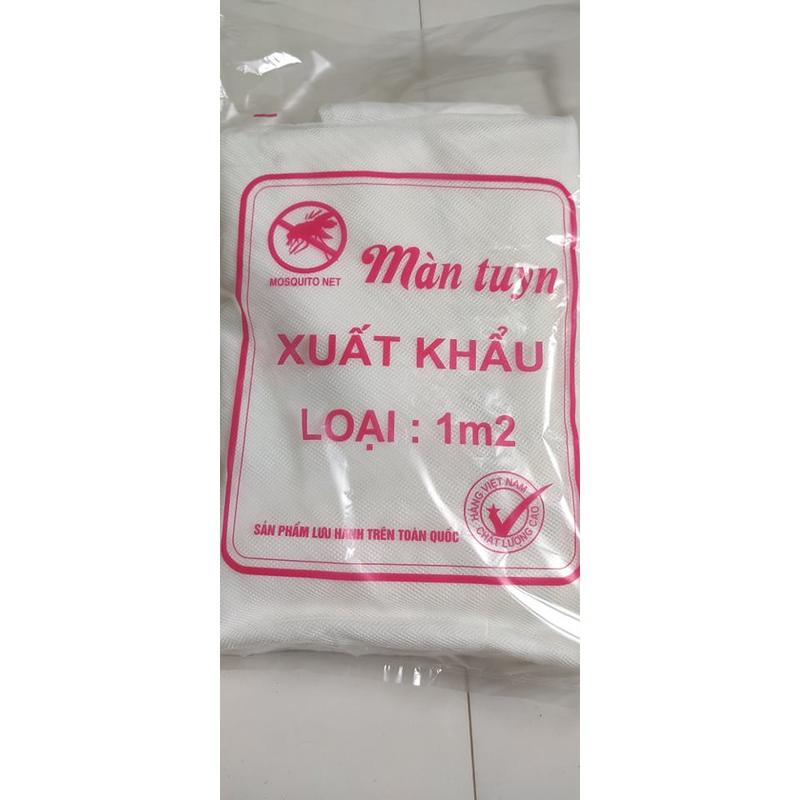 MOSQUITO NET
Màn tuyn
XUẤT KHẨU
LOẠI : 1m2
HÀNG VIỆT NAM
CHẤT LƯỢNG CAO
SẢN PHẨM LƯU HÀNH TRÊN TOÀN QUỐC